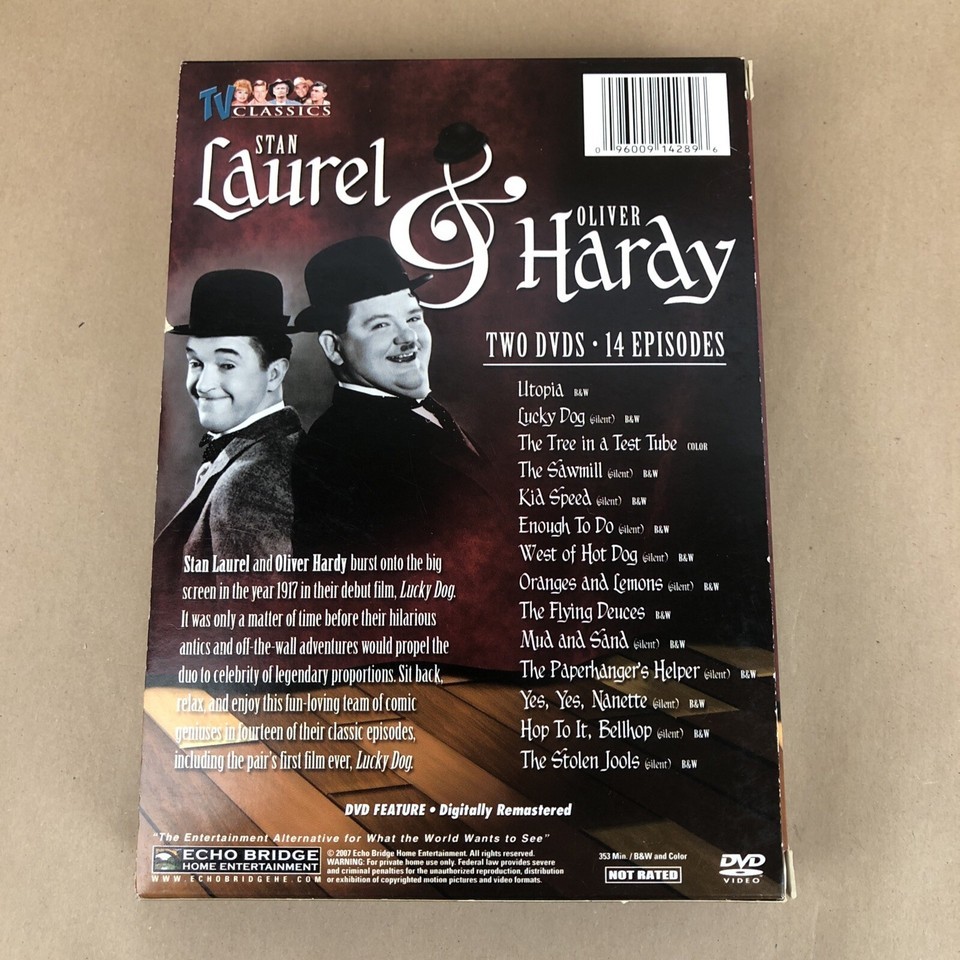 TV CLASSICS
0 96009 14289 6
STAN
Laurel
&
OLIVER
Hardy
TWO DVDS • 14 EPISODES
Utopia B&W
Lucky Dog (silent) B&W
The Tree in a Test Tube COLOR
The Sawmill (silent) B&W
Kid Speed (silent) B&W
Enough To Do (silent) B&W
West of Hot Dog (silent) B&W
Oranges and Lemons (silent) B&W
The Flying Deuces B&W
Mud and Sand (silent) B&W
The Paperhanger's Helper (silent) B&W
Yes, Yes, Nanette (silent) B&W
Hop To It, Bellhop (silent) B&W
The Stolen Jools (silent) B&W
Stan Laurel and Oliver Hardy burst onto the big
screen in the year 1917 in their debut film, Lucky Dog.
It was only a matter of time before their hilarious
antics and off-the-wall adventures would propel the
duo to celebrity of legendary proportions. Sit back,
relax, and enjoy this fun-loving team of comic
geniuses in fourteen of their classic episodes,
including the pair's first film ever, Lucky Dog.
DVD FEATURE • Digitally Remastered
"The Entertainment Alternative for What the World Wants to See"
ECHO BRIDGE
HOME ENTERTAINMENT
WWW.ECHOBRIDGEHE.COM
© 2007 Echo Bridge Home Entertainment. All rights reserved.
WARNING: For private home use only. Federal law provides severe
and criminal penalties for the unauthorized reproduction, distribution
or exhibition of copyrighted motion pictures and video formats.
353 Min. / B&W and Color
NOT RATED
DVD
VIDEO